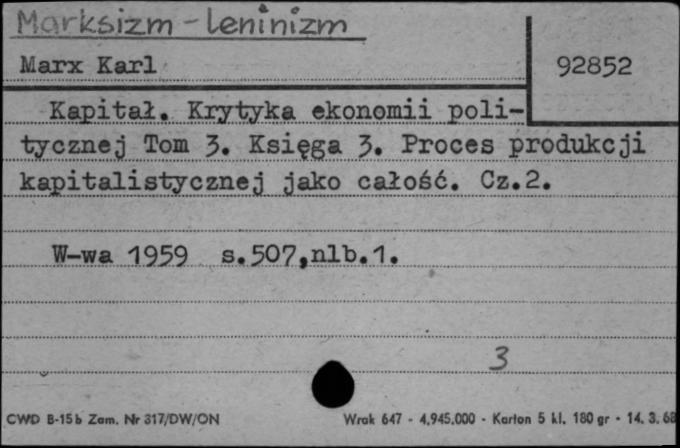 Marksizm-leninizm
Marx Karl
92852
Kapitał. Krytyka ekonomii poli-
tycznej Tom 3. Księga 3. Proces produkcji
kapitalistycznej jako całość. Cz.2.
W-wa 1959 s.507,nlb.1.
3
CWD B-15b Zam. Nr 317/DW/ON Wrak 647 - 4,945.000 - Karton 5 kl. 180 gr - 14. 3. 68